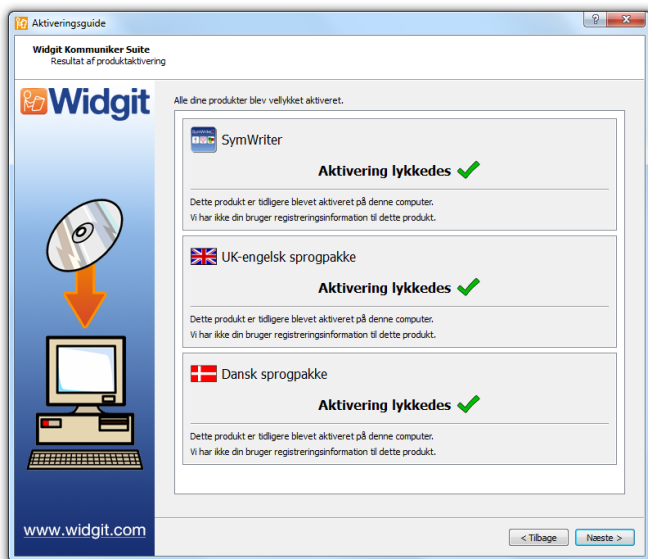 Aktiveringsguide
Widgit Kommuniker Suite
Resultat af produktaktivering
Widgit
Alle dine produkter blev vellykket aktiveret.
SymWriter
Aktivering lykkedes
Dette produkt er tidligere blevet aktiveret på denne computer.
Vi har ikke din bruger registreringsinformation til dette produkt.
UK-engelsk sprogpakke
Aktivering lykkedes
Dette produkt er tidligere blevet aktiveret på denne computer.
Vi har ikke din bruger registreringsinformation til dette produkt.
Dansk sprogpakke
Aktivering lykkedes
Dette produkt er tidligere blevet aktiveret på denne computer.
Vi har ikke din bruger registreringsinformation til dette produkt.
www.widgit.com
< Tilbage
Næste >